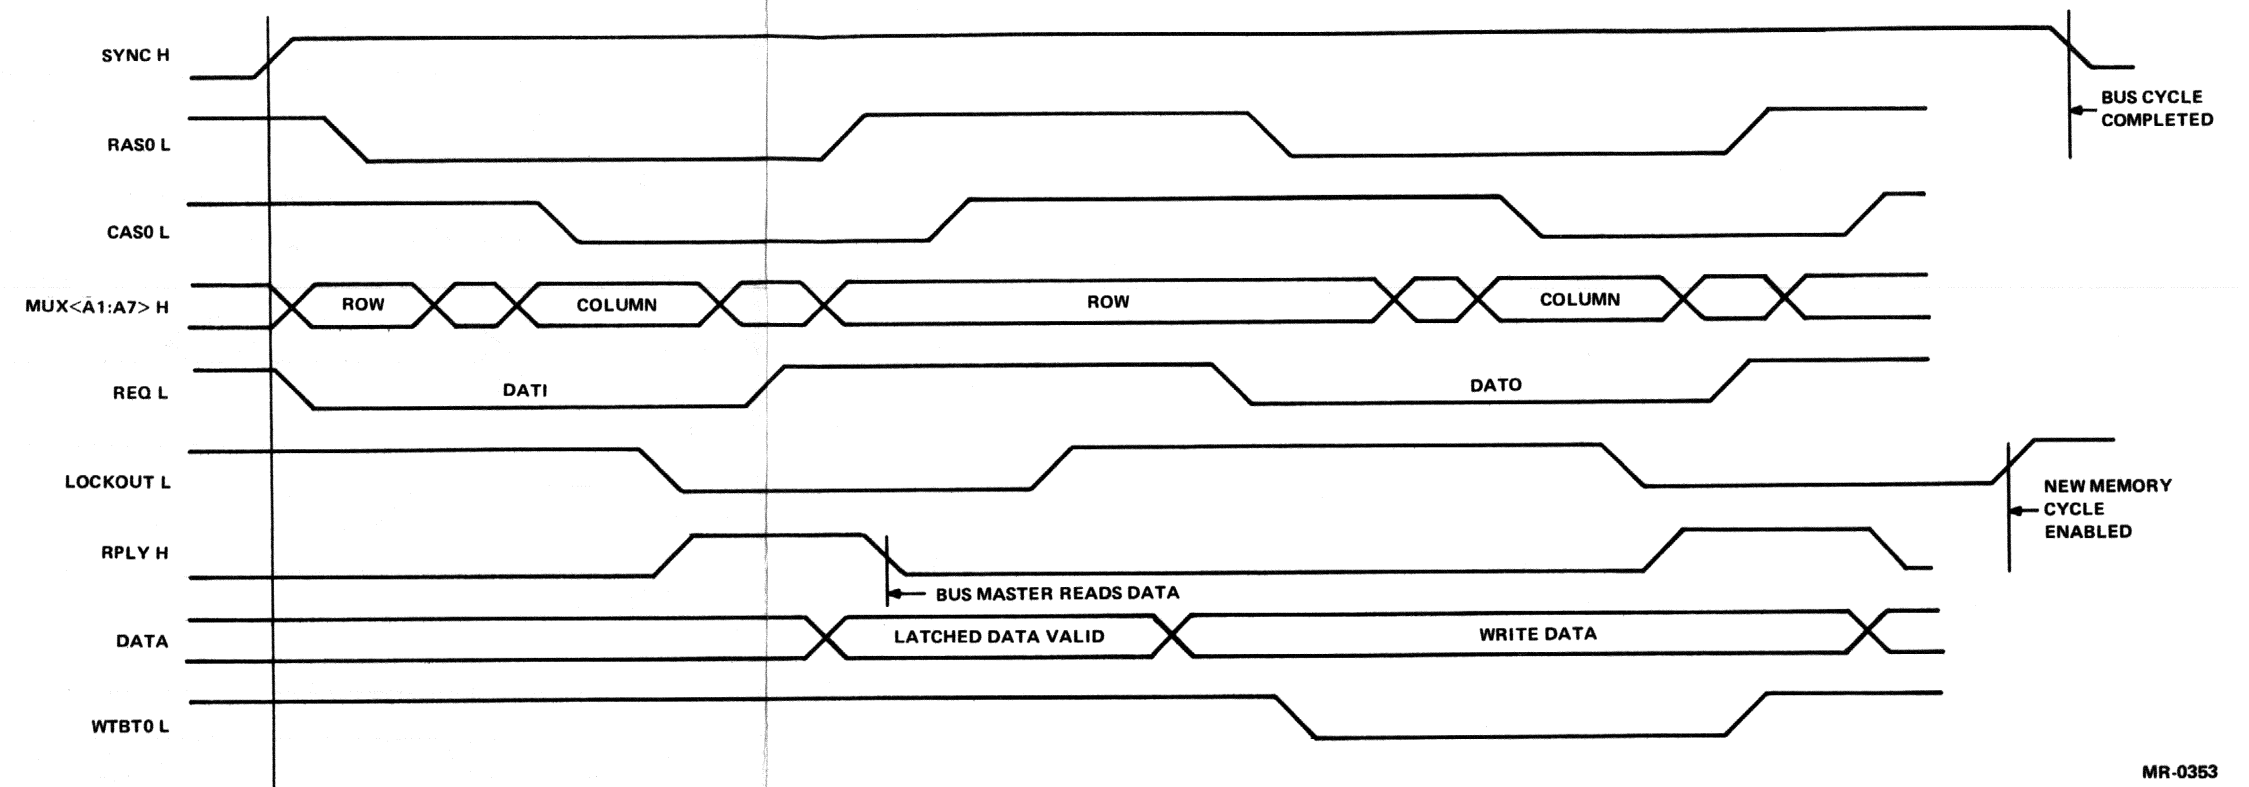 SYNC H
BUS CYCLE
COMPLETED
RAS0 L
CAS0 L
MUX<A1:A7> H
ROW
COLUMN
ROW
COLUMN
REQ L
DATI
DATO
LOCKOUT L
NEW MEMORY
CYCLE
ENABLED
RPLY H
BUS MASTER READS DATA
DATA
LATCHED DATA VALID
WRITE DATA
WTBT0 L
MR-0353